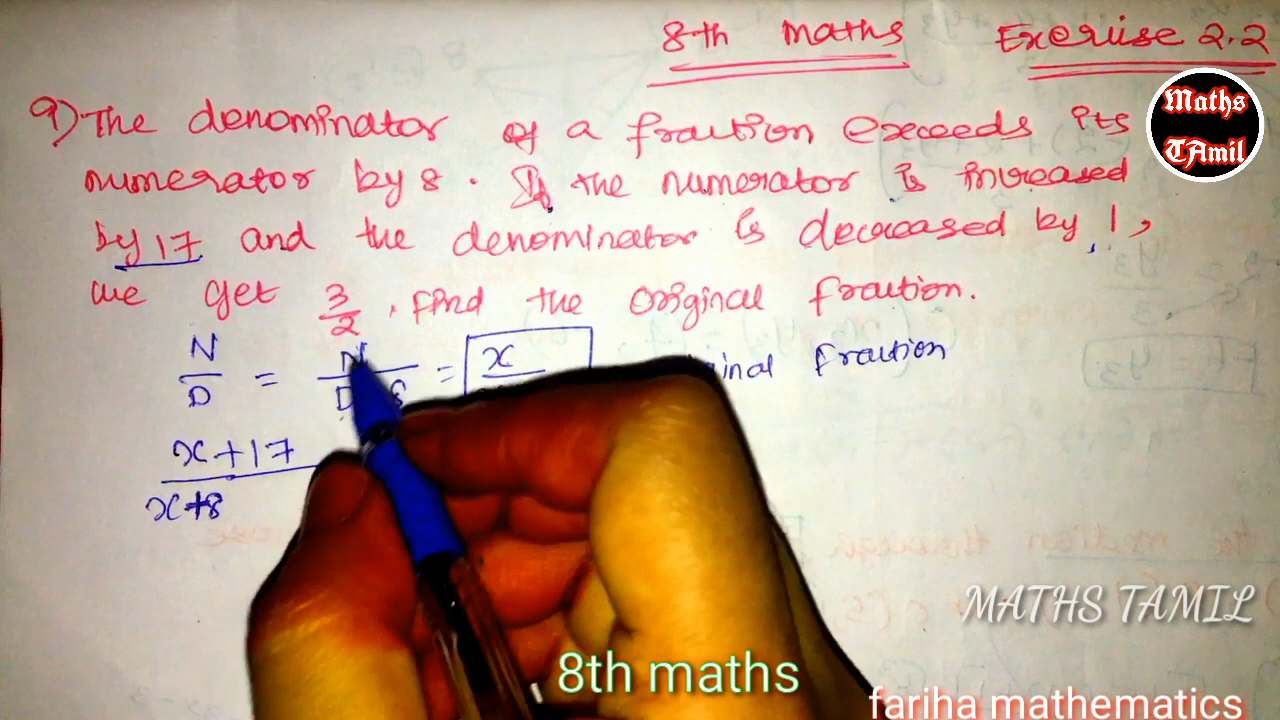 8th maths Exercise 2.2
Maths
TAmil
9) The denominator of a fraction exceeds its
numerator by 8. If the numerator is increased
by 17 and the denominator is decreased by 1,
we get 3/2 . Find the original fraction.
N/D = N/D 8 = x
inal fraction
x+17
x+8
MATHS TAMIL
8th maths
fariha mathematics